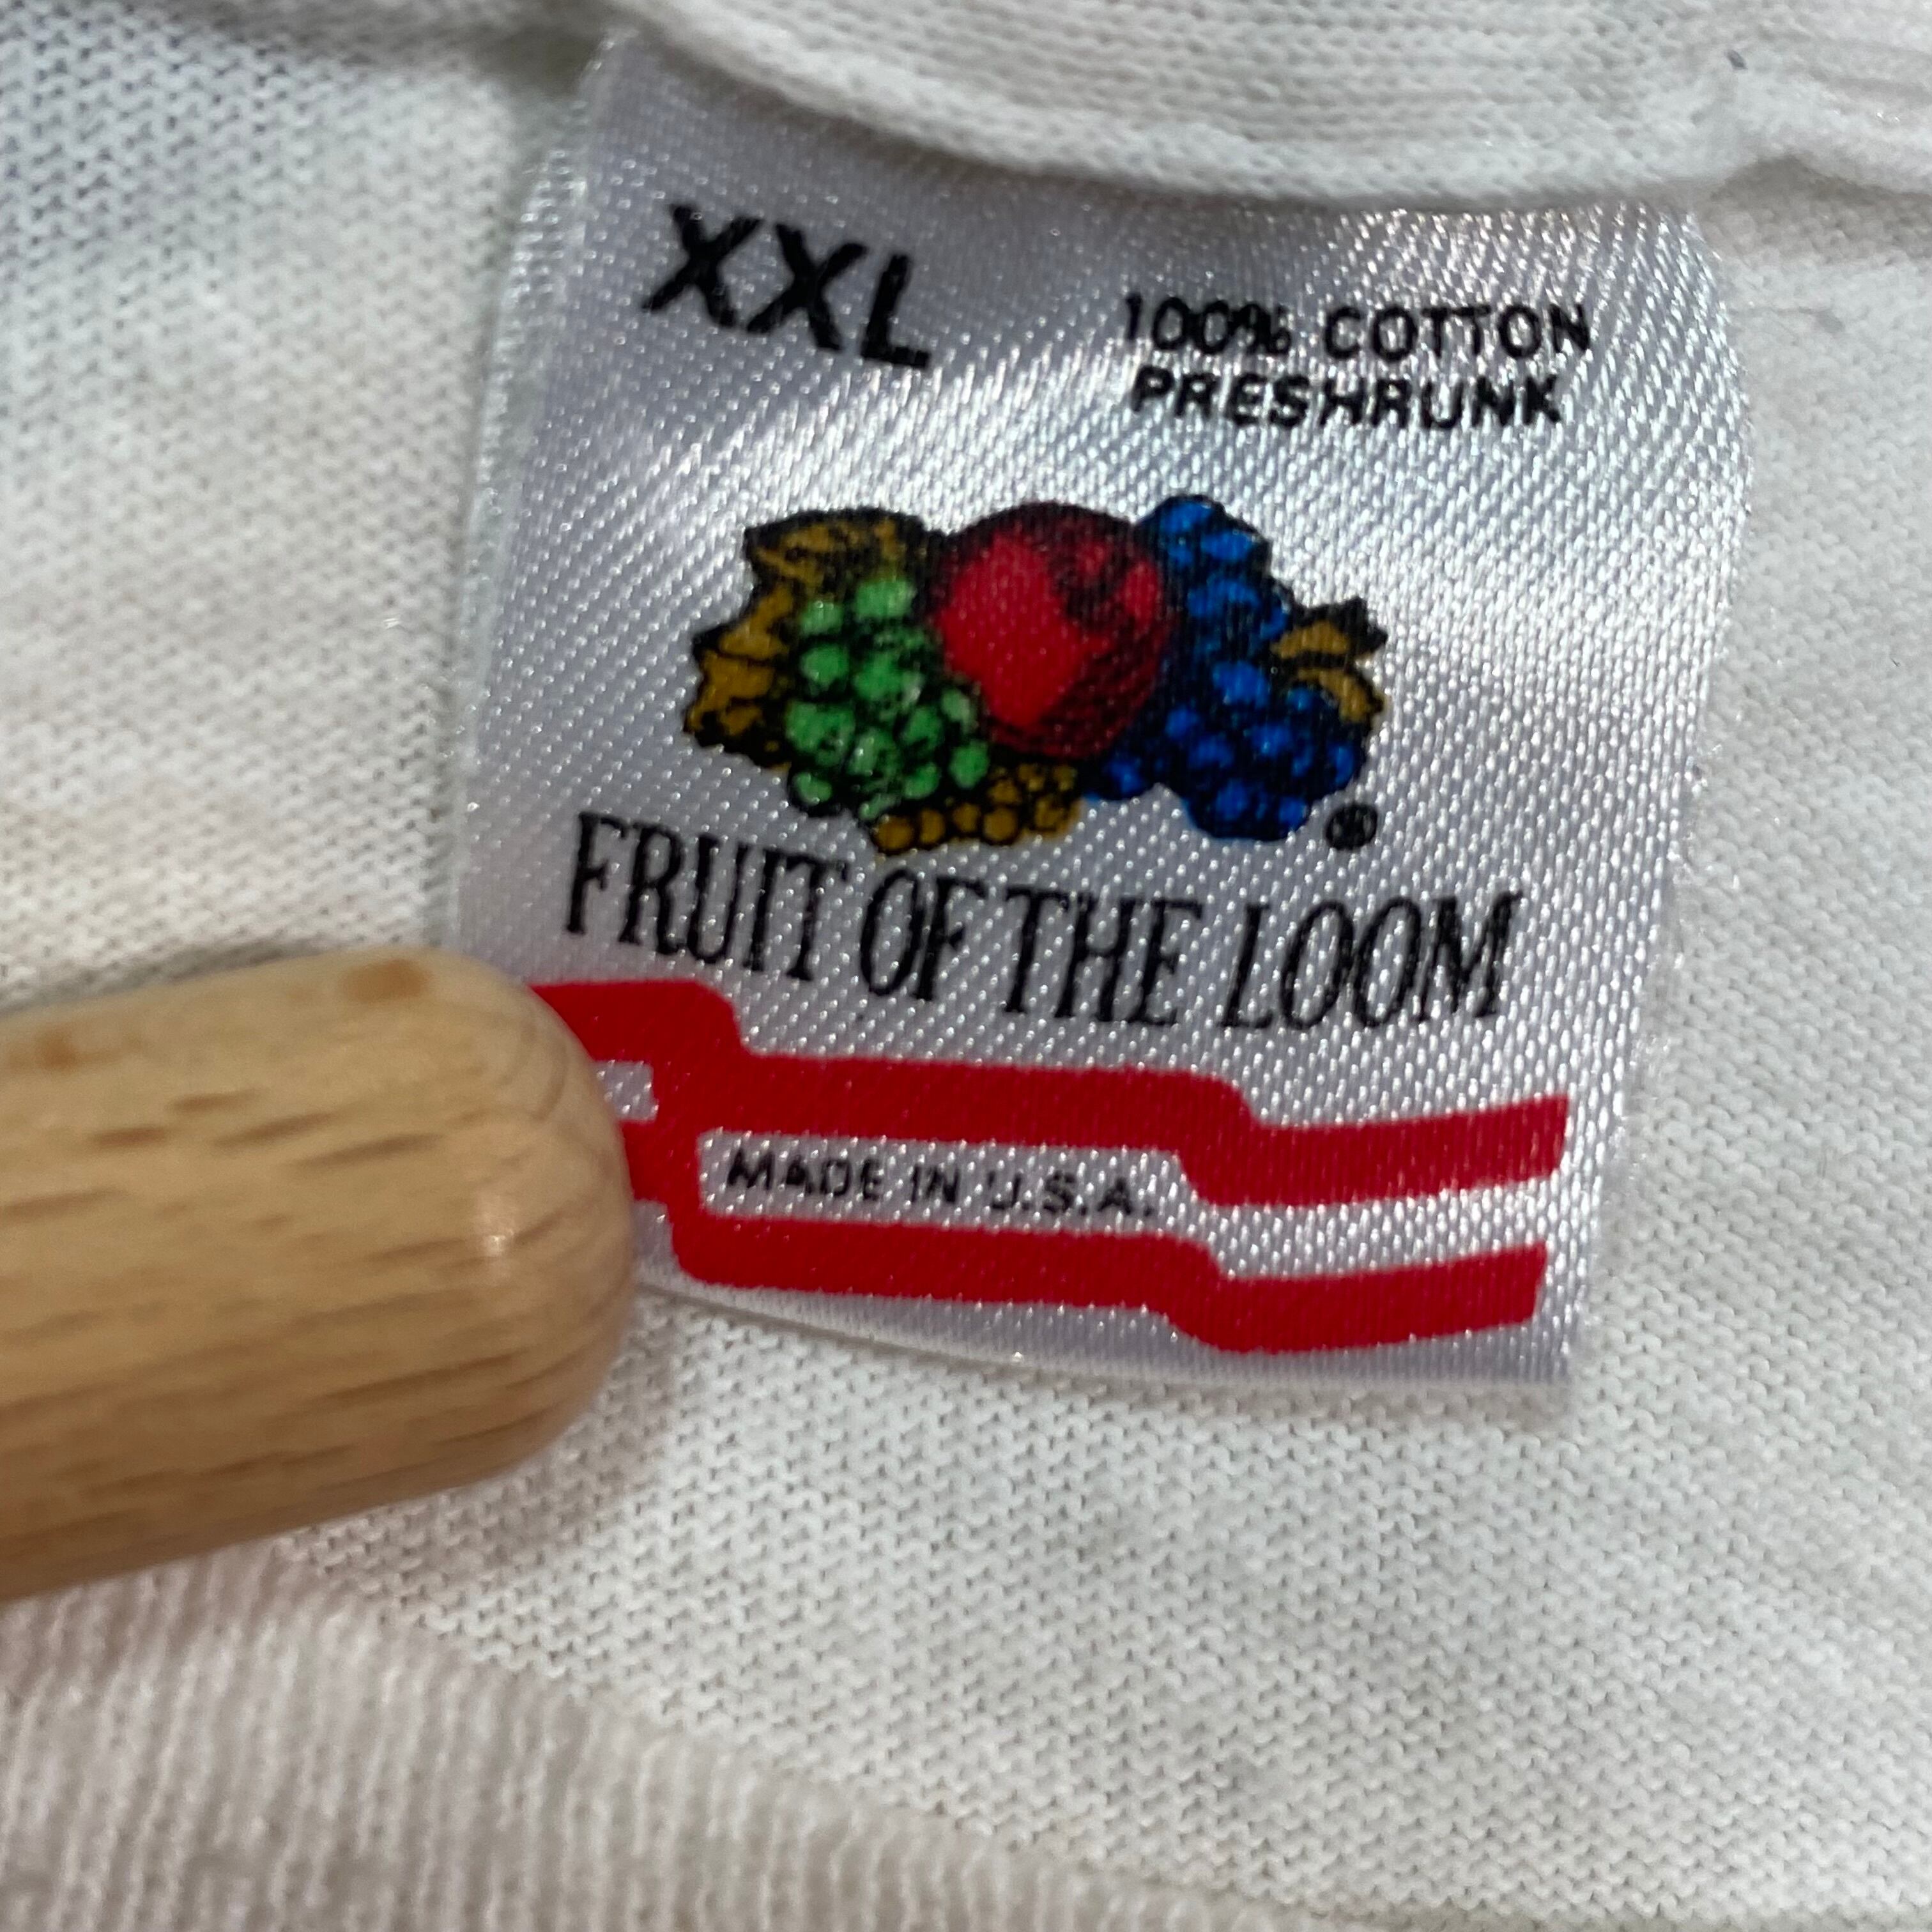 XXL
100% COTTON
PRESHRUNK
®
FRUIT OF THE LOOM
MADE IN U.S.A.